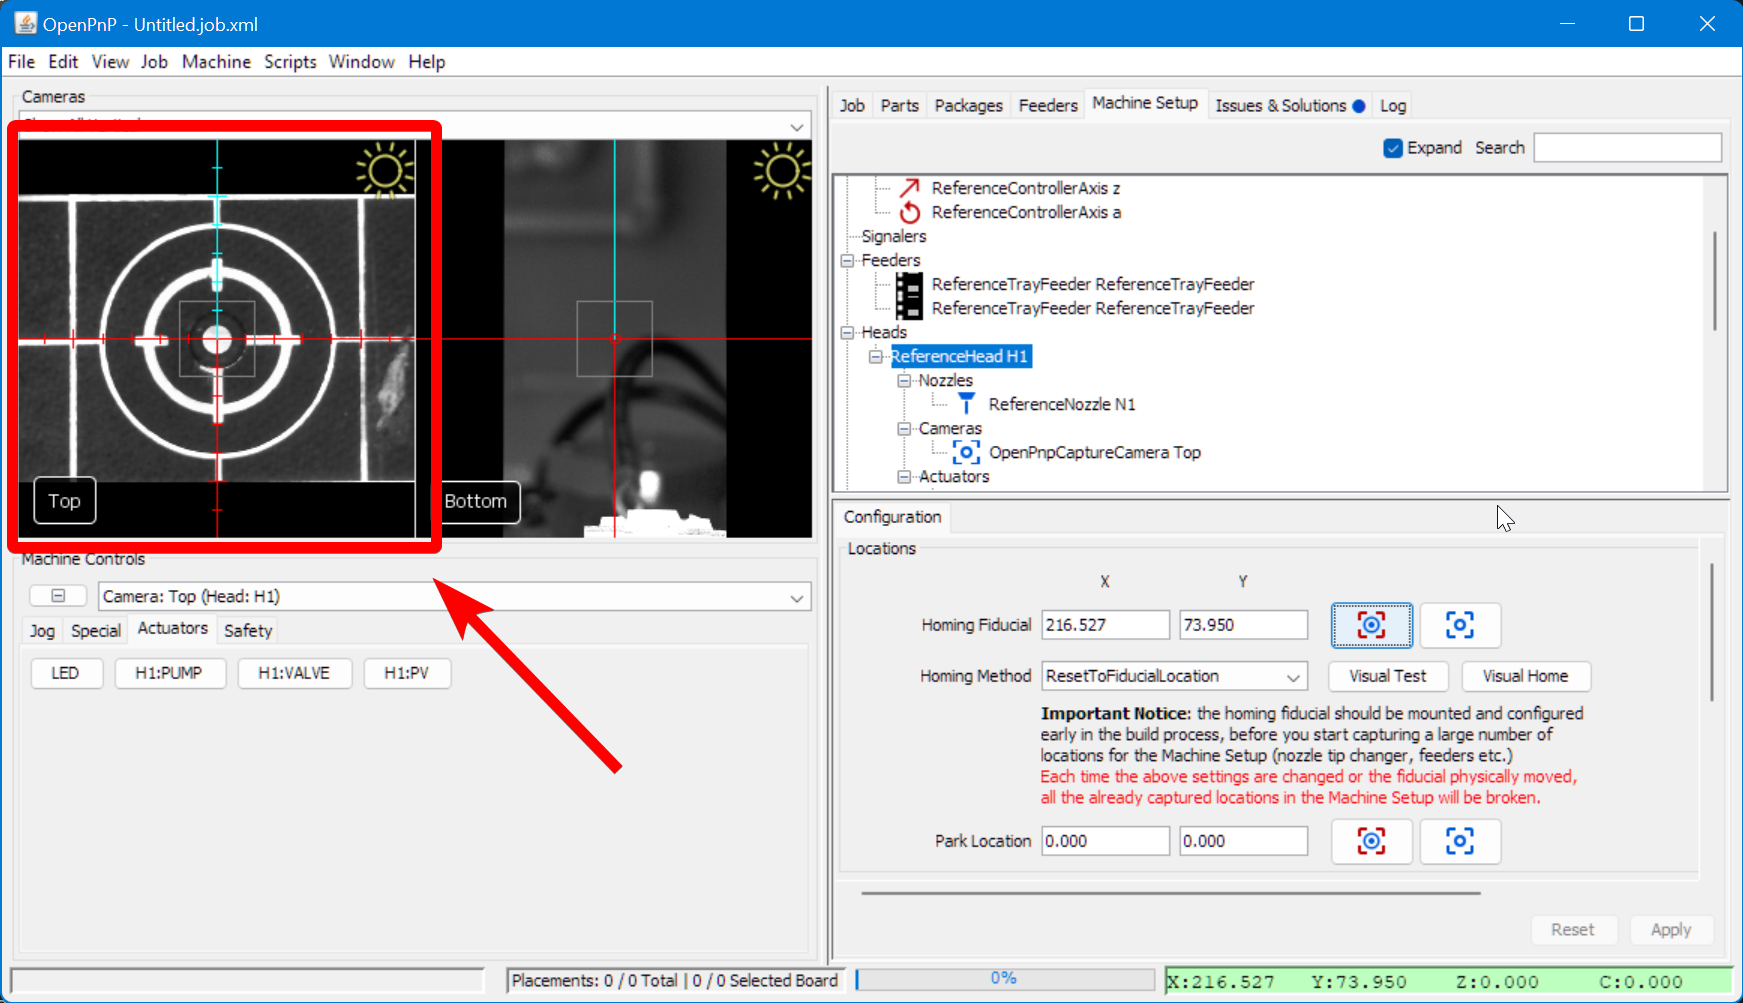 OpenPnP - Untitled.job.xml
File Edit View Job Machine Scripts Window Help
Cameras
Top
Bottom
Machine Controls
Camera: Top (Head: H1)
Jog Special Actuators Safety
LED H1:PUMP H1:VALVE H1:PV
Job Parts Packages Feeders Machine Setup Issues & Solutions Log
Expand Search
ReferenceControllerAxis z
ReferenceControllerAxis a
Signalers
Feeders
ReferenceTrayFeeder ReferenceTrayFeeder
ReferenceTrayFeeder ReferenceTrayFeeder
Heads
ReferenceHead H1
Nozzles
ReferenceNozzle N1
Cameras
OpenPnpCaptureCamera Top
Actuators
Configuration
Locations
X Y
Homing Fiducial 216.527 73.950
Homing Method ResetToFiducialLocation Visual Test Visual Home
Important Notice: the homing fiducial should be mounted and configured
early in the build process, before you start capturing a large number of
locations for the Machine Setup (nozzle tip changer, feeders etc.)
Each time the above settings are changed or the fiducial physically moved,
all the already captured locations in the Machine Setup will be broken.
Park Location 0.000 0.000
Reset Apply
Placements: 0 / 0 Total | 0 / 0 Selected Board 0% X:216.527 Y:73.950 Z:0.000 C:0.000